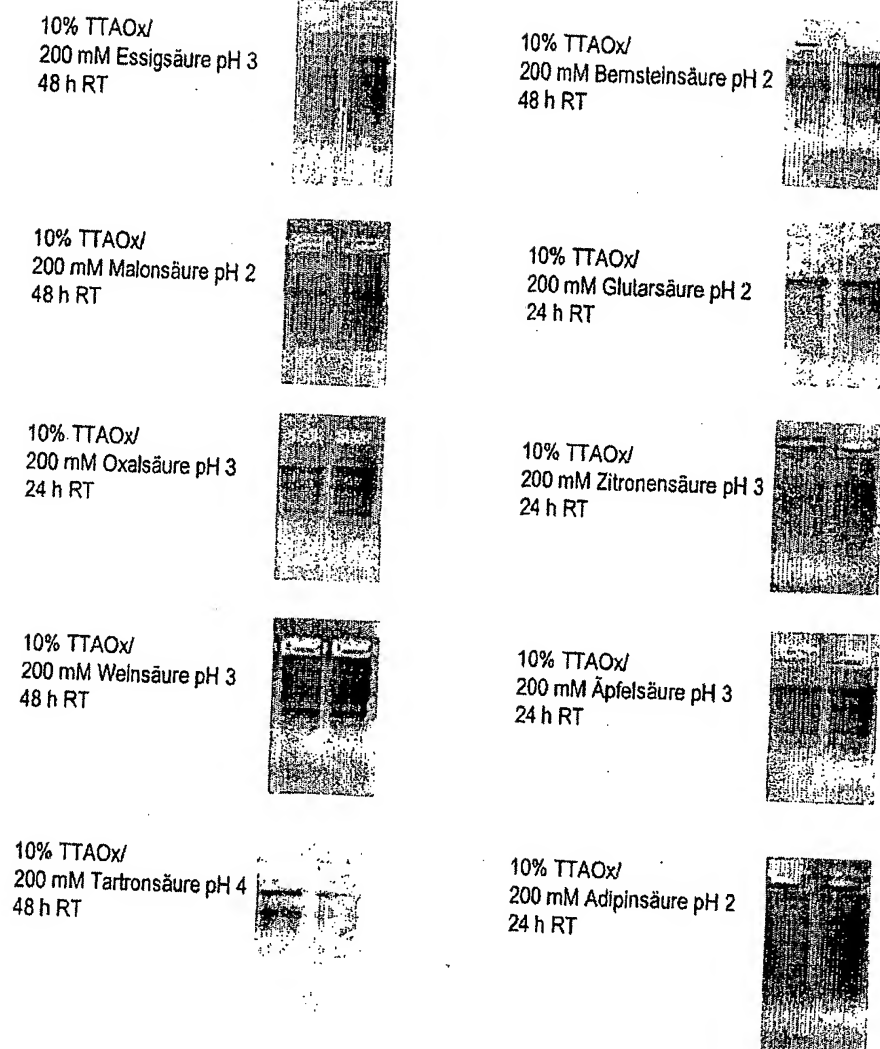 10% TTAOx/
200 mM Essigsäure pH 3
48 h RT
10% TTAOx/
200 mM Malonsäure pH 2
48 h RT
10% TTAOx/
200 mM Oxalsäure pH 3
24 h RT
10% TTAOx/
200 mM Weinsäure pH 3
48 h RT
10% TTAOx/
200 mM Tartronsäure pH 4
48 h RT
10% TTAOx/
200 mM Bernsteinsäure pH 2
48 h RT
10% TTAOx/
200 mM Glutarsäure pH 2
24 h RT
10% TTAOx/
200 mM Zitronensäure pH 3
24 h RT
10% TTAOx/
200 mM Äpfelsäure pH 3
24 h RT
10% TTAOx/
200 mM Adipinsäure pH 2
24 h RT